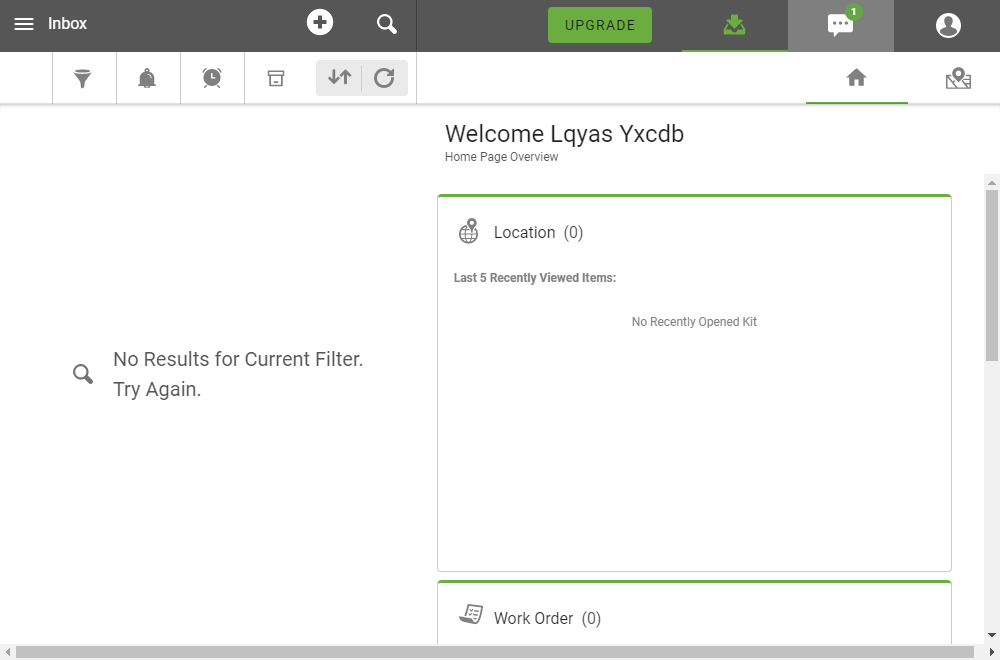 Inbox
UPGRADE
1
Welcome Lqyas Yxcdb
Home Page Overview
Location (0)
Last 5 Recently Viewed Items:
No Recently Opened Kit
No Results for Current Filter.
Try Again.
Work Order (0)